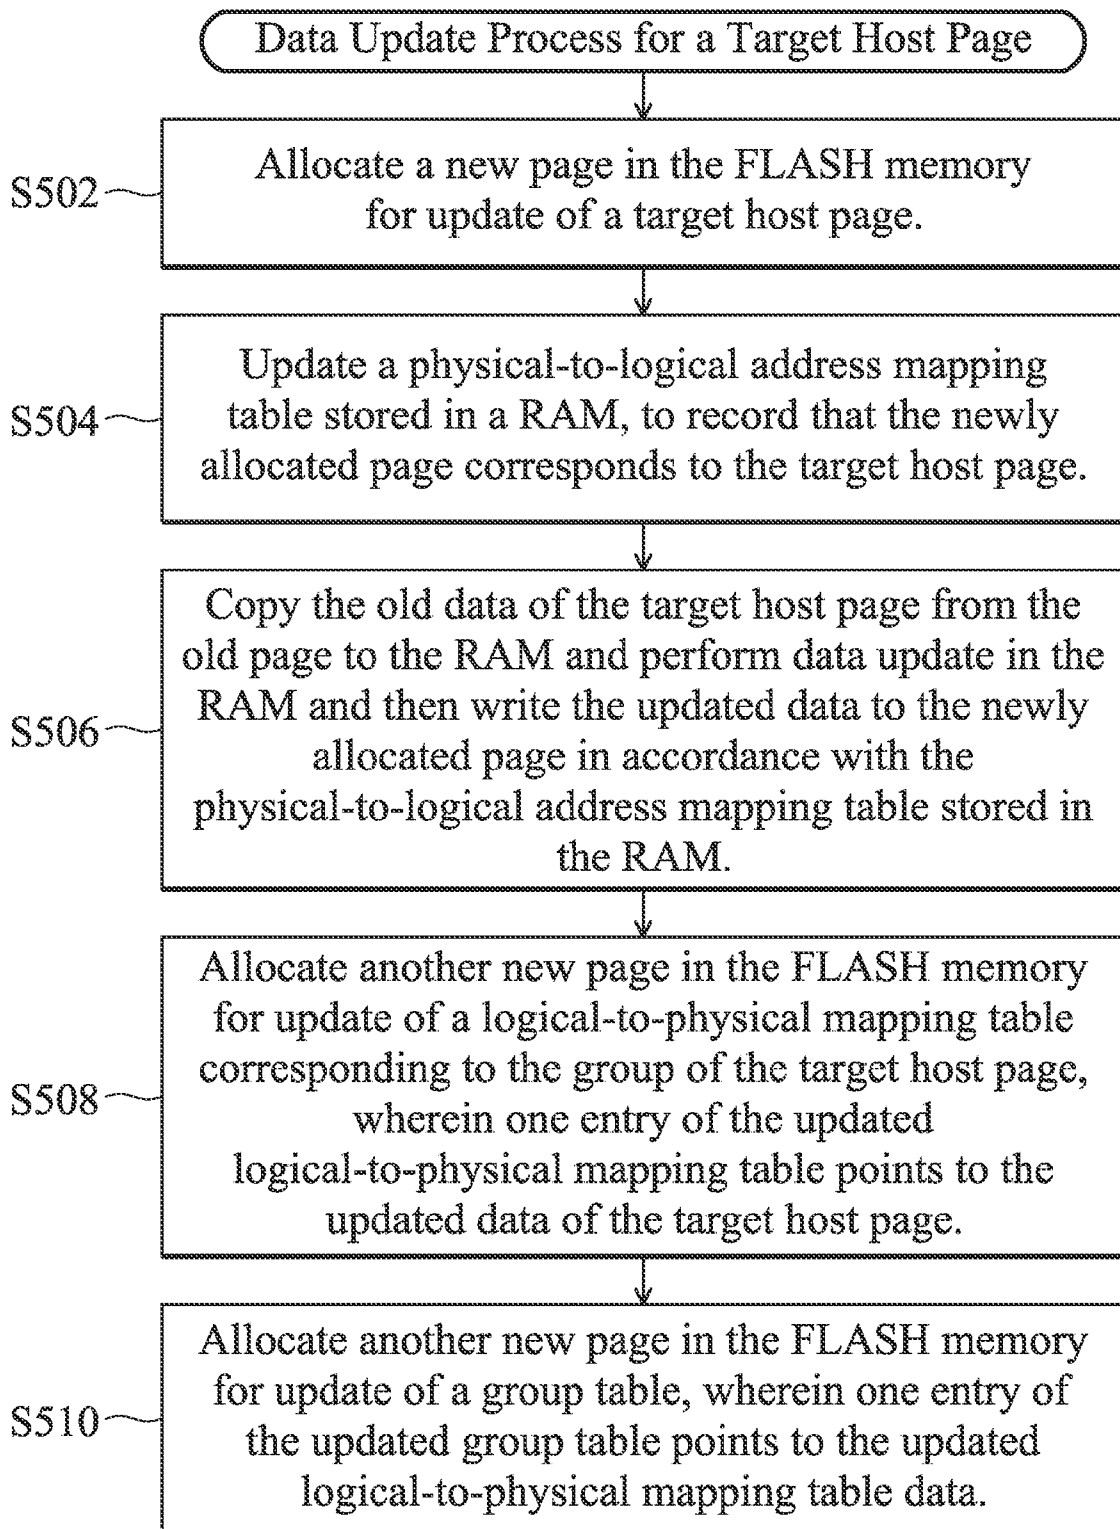 Data Update Process for a Target Host Page
S502
Allocate a new page in the FLASH memory
for update of a target host page.
S504
Update a physical-to-logical address mapping
table stored in a RAM, to record that the newly
allocated page corresponds to the target host page.
S506
Copy the old data of the target host page from the
old page to the RAM and perform data update in the
RAM and then write the updated data to the newly
allocated page in accordance with the
physical-to-logical address mapping table stored in
the RAM.
S508
Allocate another new page in the FLASH memory
for update of a logical-to-physical mapping table
corresponding to the group of the target host page,
wherein one entry of the updated
logical-to-physical mapping table points to the
updated data of the target host page.
S510
Allocate another new page in the FLASH memory
for update of a group table, wherein one entry of
the updated group table points to the updated
logical-to-physical mapping table data.